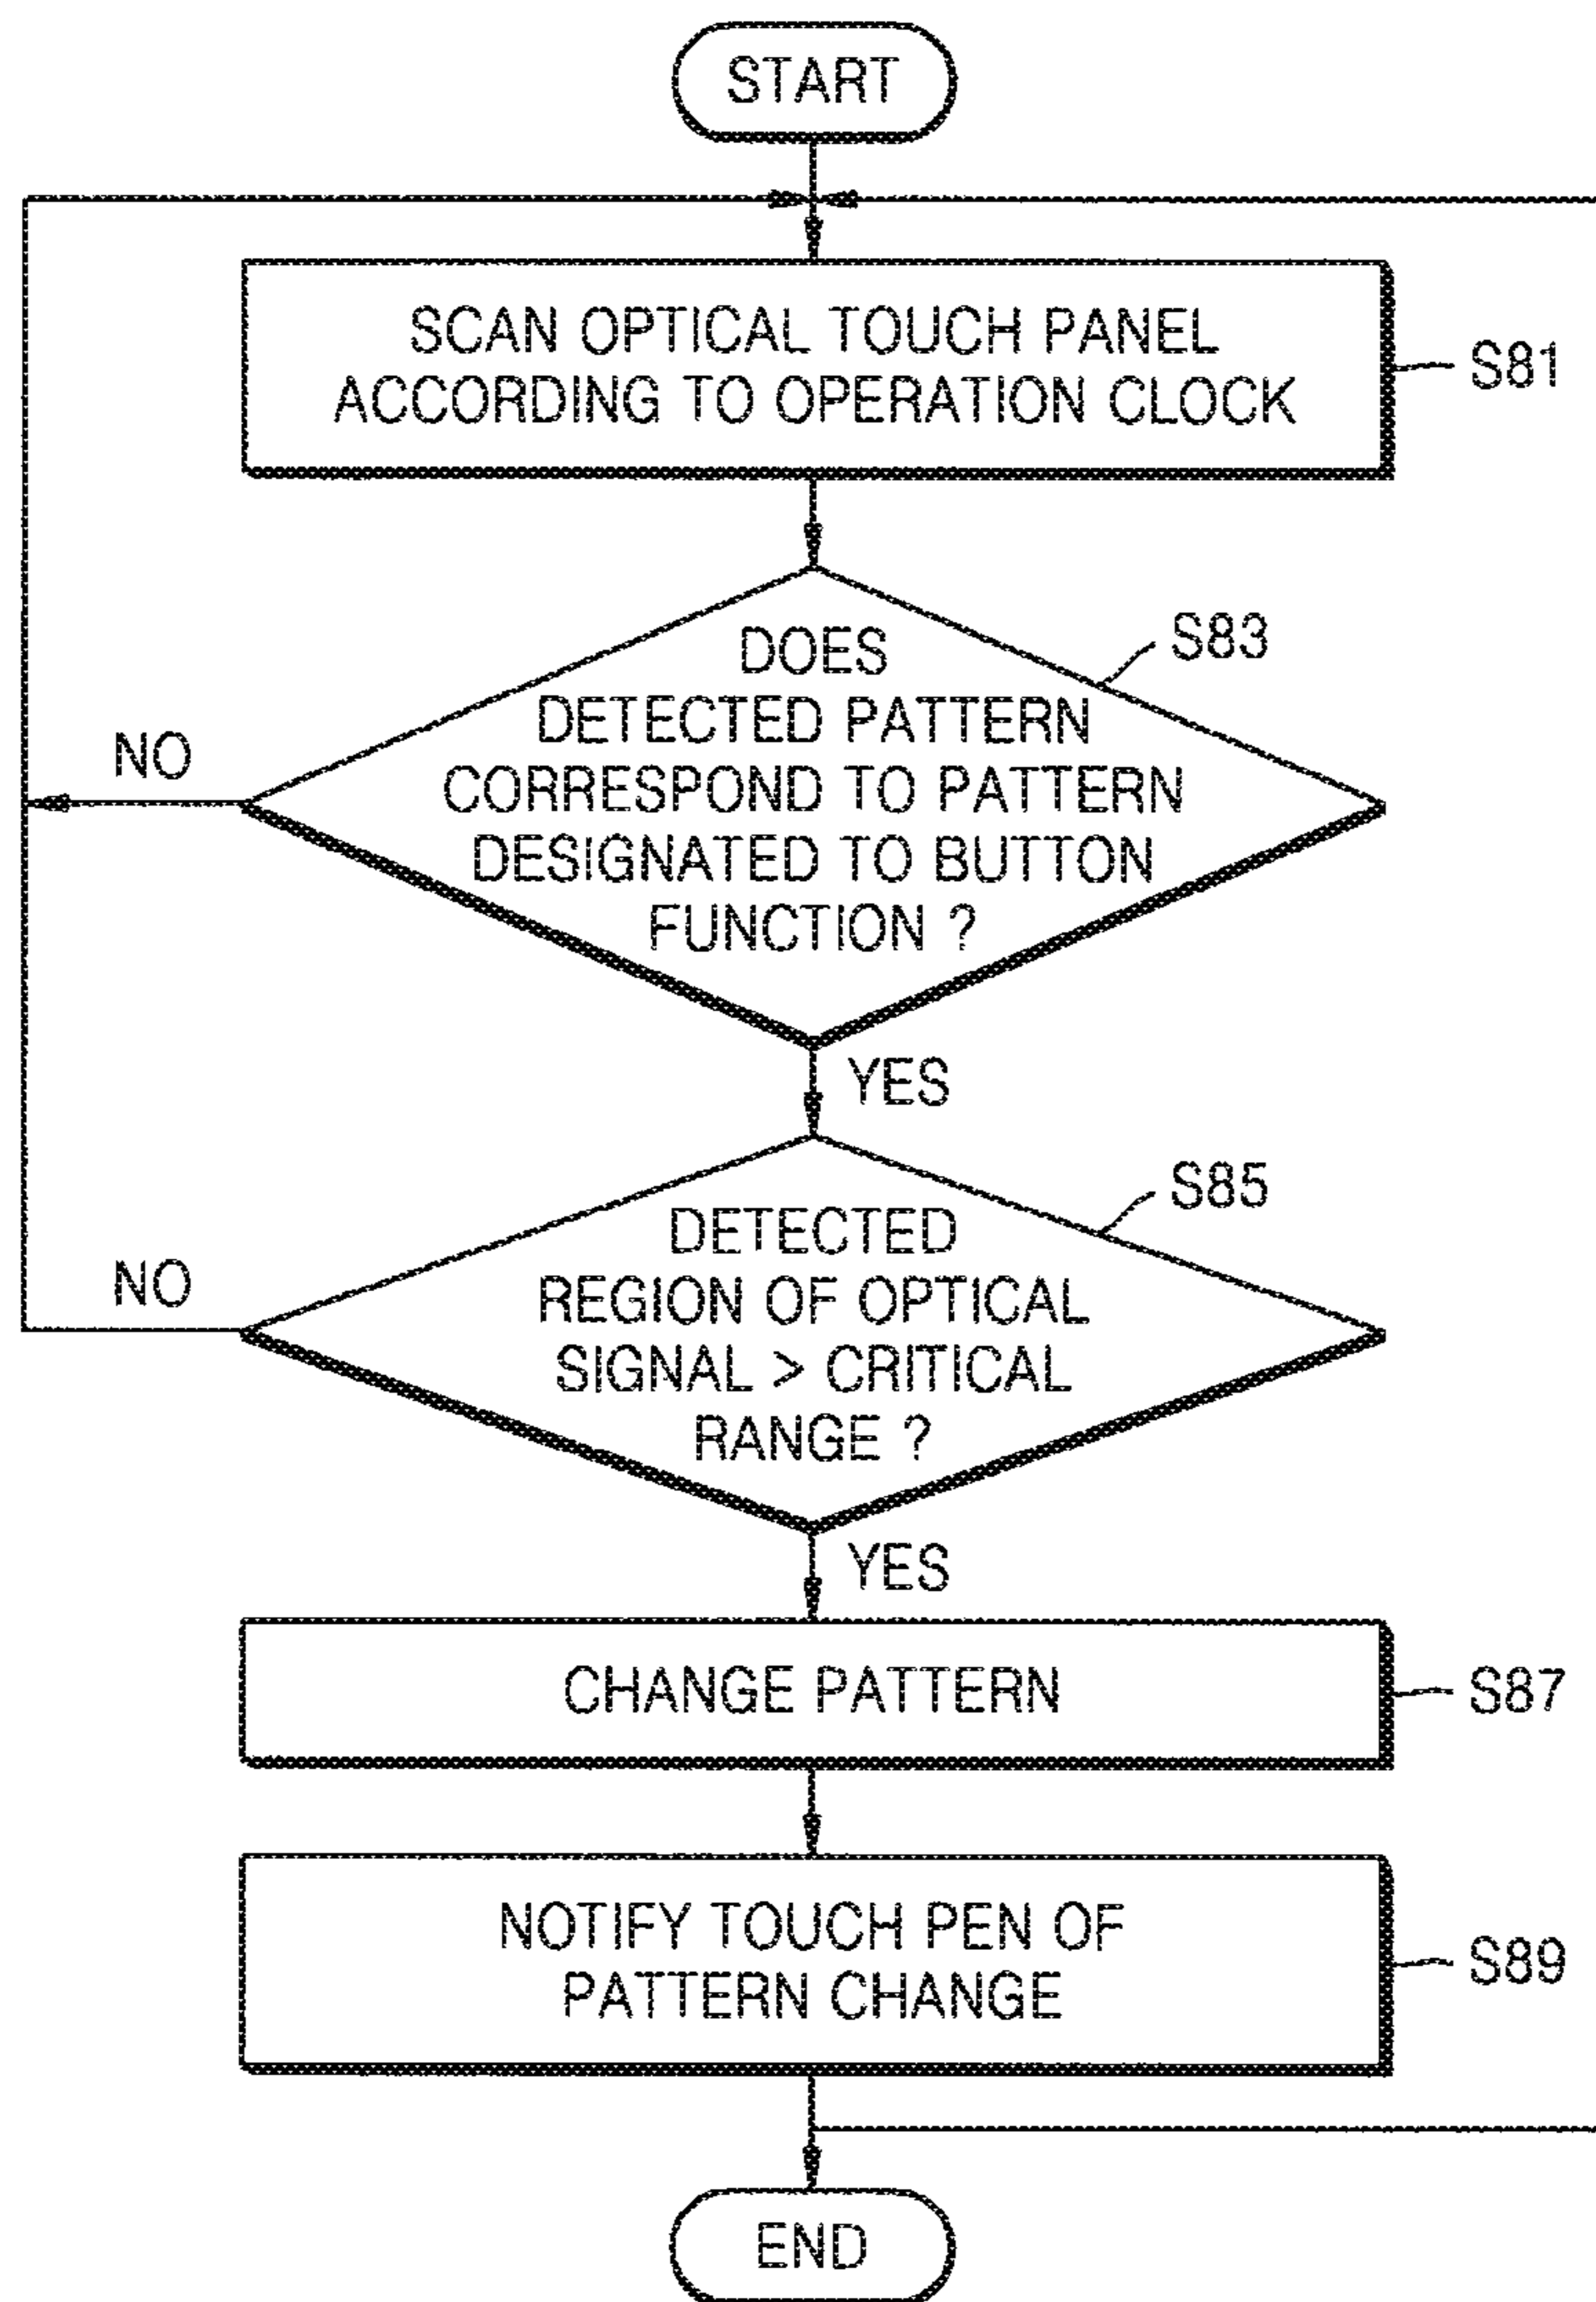 START
SCAN OPTICAL TOUCH PANEL
ACCORDING TO OPERATION CLOCK
S81
DOES
DETECTED PATTERN
CORRESPOND TO PATTERN
DESIGNATED TO BUTTON
FUNCTION ?
S83
NO
YES
DETECTED
REGION OF OPTICAL
SIGNAL > CRITICAL
RANGE ?
S85
NO
YES
CHANGE PATTERN
S87
NOTIFY TOUCH PEN OF
PATTERN CHANGE
S89
END